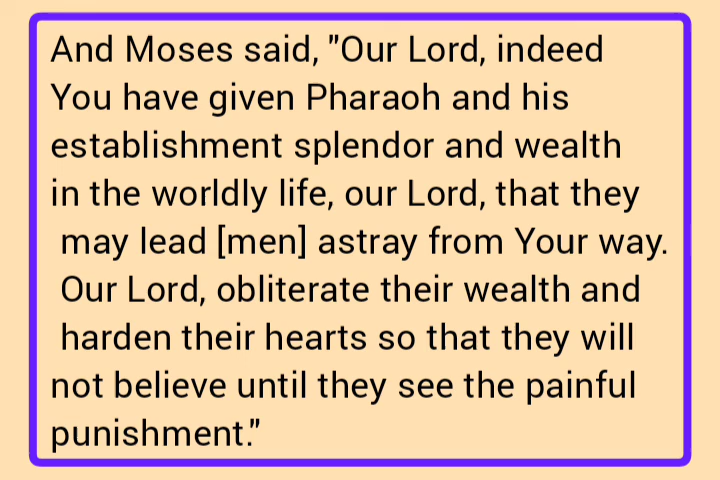 And Moses said, "Our Lord, indeed
You have given Pharaoh and his
establishment splendor and wealth
in the worldly life, our Lord, that they
may lead [men] astray from Your way.
Our Lord, obliterate their wealth and
harden their hearts so that they will
not believe until they see the painful
punishment."